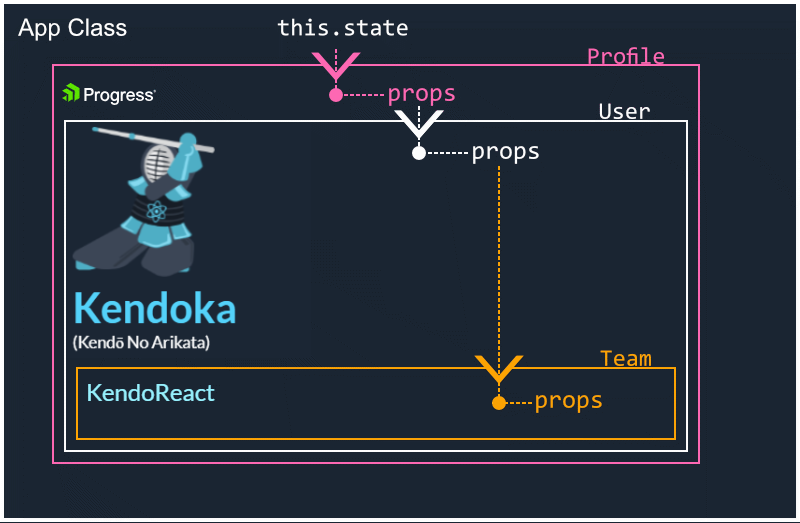 App Class
this.state
Profile
Progress
props
User
props
Kendoka
(Kendō No Arikata)
Team
KendoReact
props